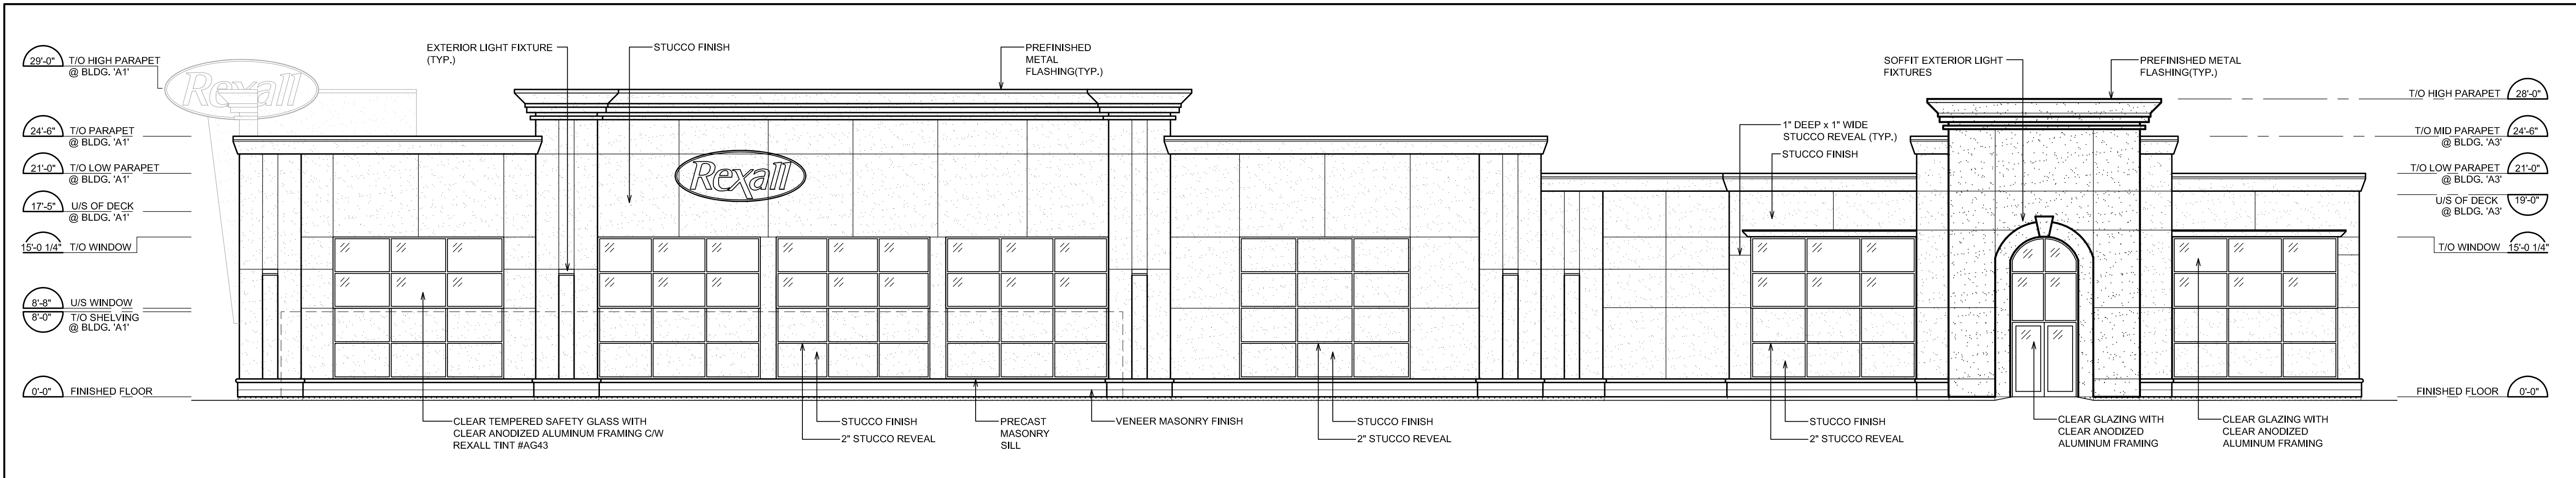 29'-0" T/O HIGH PARAPET
@ BLDG. 'A1'
24'-6" T/O PARAPET
@ BLDG. 'A1'
21'-0" T/O LOW PARAPET
@ BLDG. 'A1'
17'-5" U/S OF DECK
@ BLDG. 'A1'
15'-0 1/4" T/O WINDOW
8'-8" U/S WINDOW
8'-0" T/O SHELVING
@ BLDG. 'A1'
0'-0" FINISHED FLOOR
Rexall
EXTERIOR LIGHT FIXTURE
(TYP.)
STUCCO FINISH
PREFINISHED
METAL
FLASHING(TYP.)
Rexall
1" DEEP x 1" WIDE
STUCCO REVEAL (TYP.)
STUCCO FINISH
SOFFIT EXTERIOR LIGHT
FIXTURES
PREFINISHED METAL
FLASHING(TYP.)
T/O HIGH PARAPET 28'-0"
T/O MID PARAPET 24'-6"
@ BLDG. 'A3'
T/O LOW PARAPET 21'-0"
@ BLDG. 'A3'
U/S OF DECK 19'-0"
@ BLDG. 'A3'
T/O WINDOW 15'-0 1/4"
FINISHED FLOOR 0'-0"
CLEAR TEMPERED SAFETY GLASS WITH
CLEAR ANODIZED ALUMINUM FRAMING C/W
REXALL TINT #AG43
STUCCO FINISH
2" STUCCO REVEAL
PRECAST
MASONRY
SILL
VENEER MASONRY FINISH
STUCCO FINISH
2" STUCCO REVEAL
STUCCO FINISH
2" STUCCO REVEAL
CLEAR GLAZING WITH
CLEAR ANODIZED
ALUMINUM FRAMING
CLEAR GLAZING WITH
CLEAR ANODIZED
ALUMINUM FRAMING